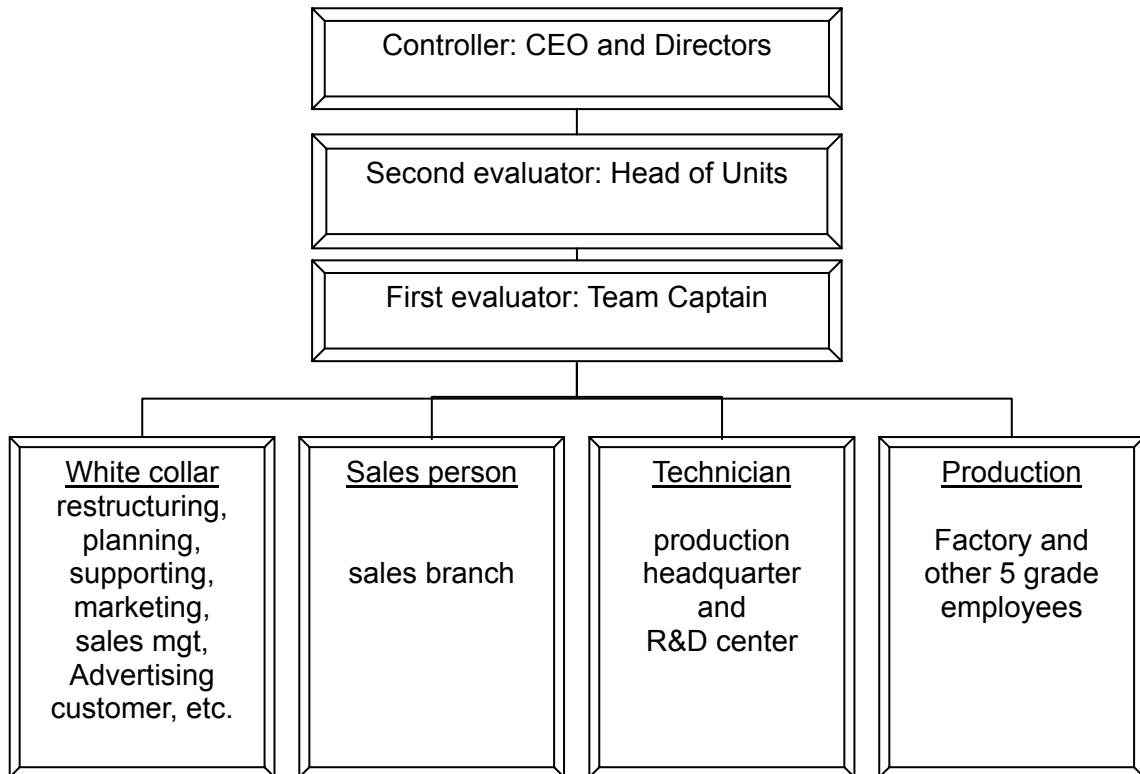 Controller: CEO and Directors
Second evaluator: Head of Units
First evaluator: Team Captain
White collar
restructuring,
planning,
supporting,
marketing,
sales mgt,
Advertising
customer, etc.
Sales person
sales branch
Technician
production
headquarter
and
R&D center
Production
Factory and
other 5 grade
employees